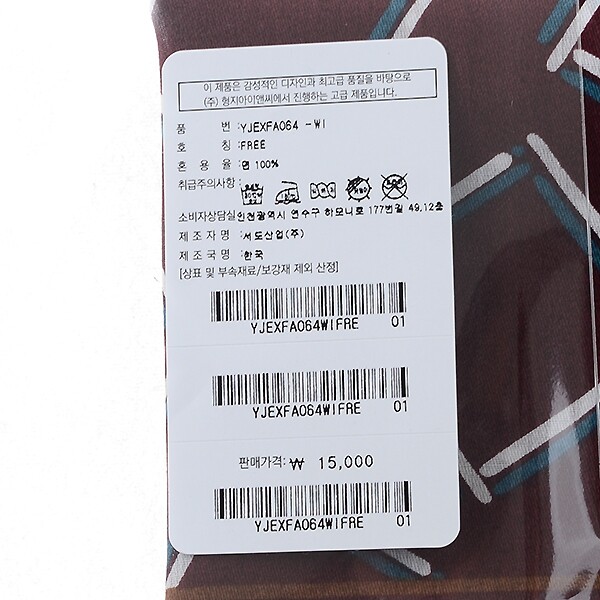 이 제품은 감성적인 디자인과 최고급 품질을 바탕으로
(주) 형지아이앤씨에서 진행하는 고급 제품입니다.
품 번 :YJEXFA064 -WI
호 칭 :FREE
혼 용 율 :면 100%
취급주의사항 :
소비자상담실 인천광역시 연수구 하모니로 177번길 49,12층
제 조 자 명 : 서도산업(주)
제 조 국 명 : 한국
[상표 및 부속재료/보강재 제외 산정]
YJEXFA064WIFRE 01
YJEXFA064WIFRE 01
판매가격: ₩ 15,000
YJEXFA064WIFRE 01